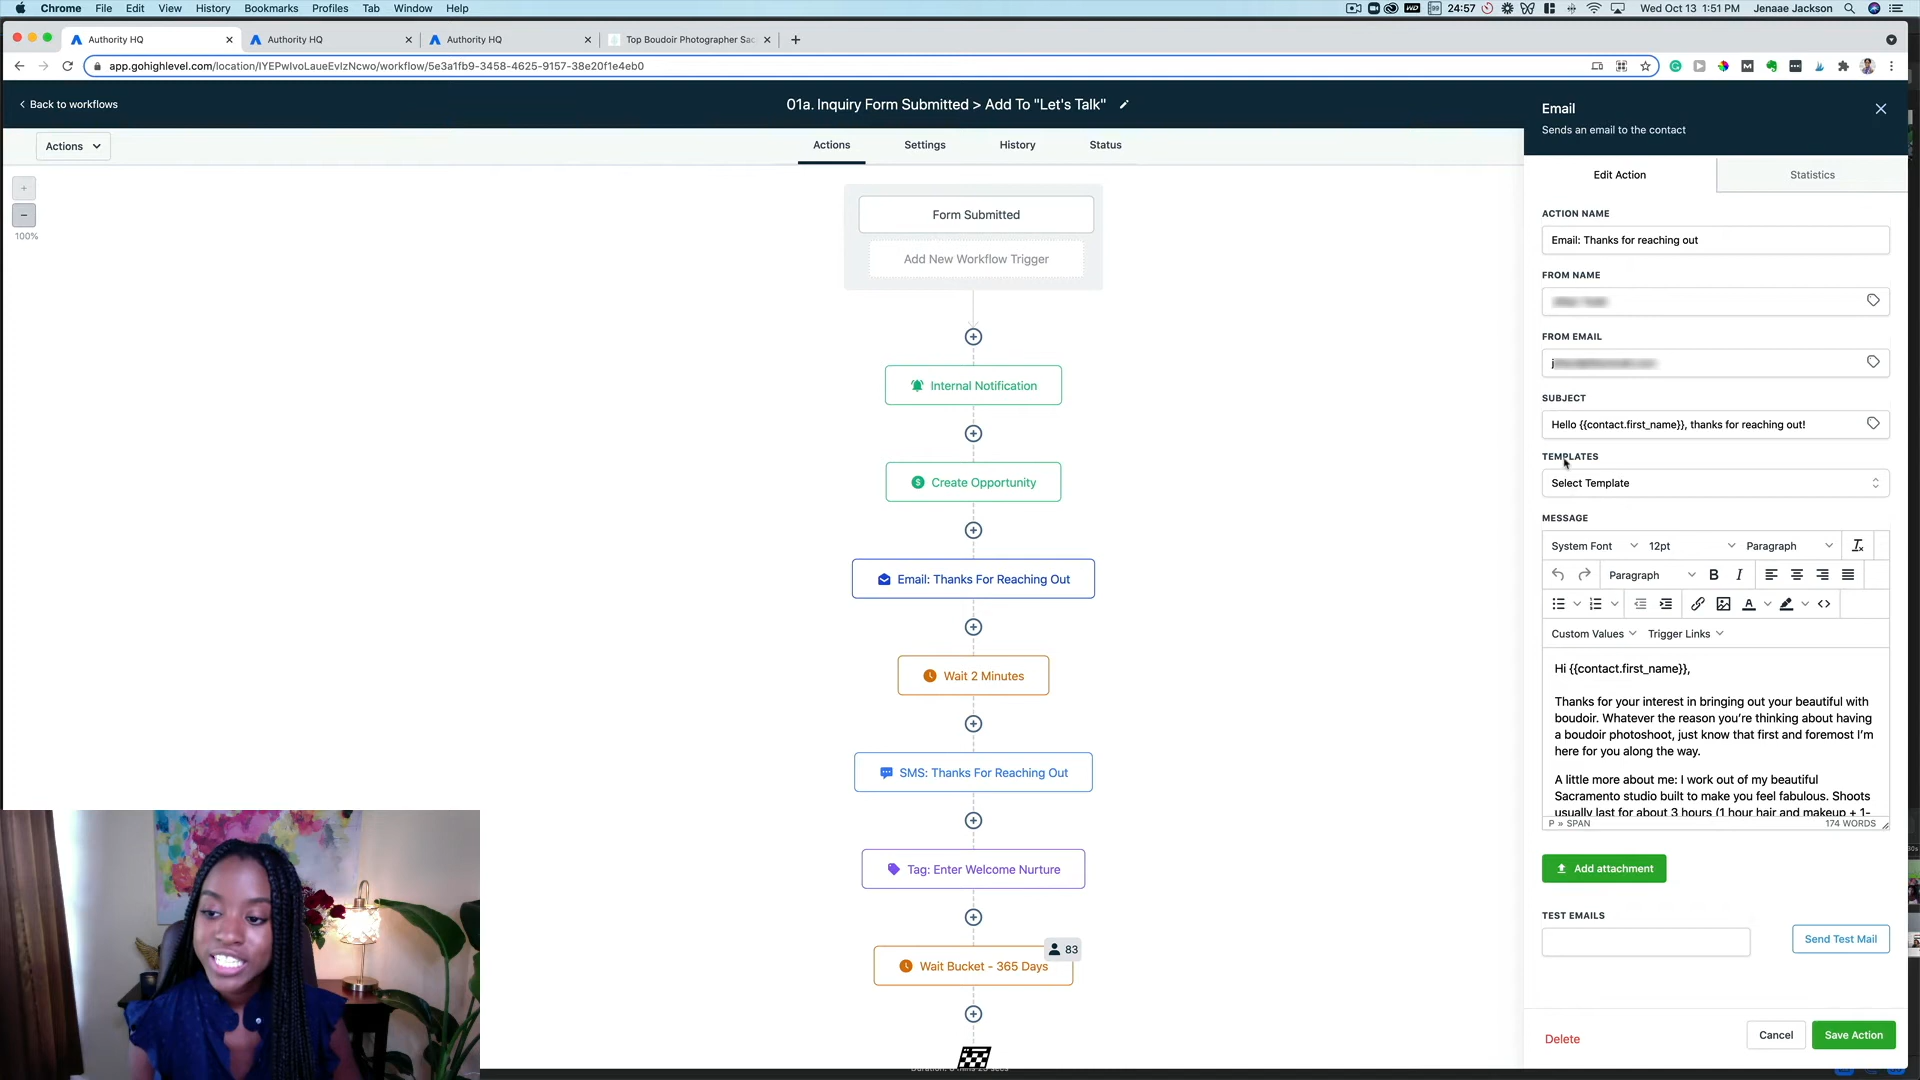 Chrome File Edit View History Bookmarks Profiles Tab Window Help
24:57 Wed Oct 13 1:51 PM Jenaae Jackson
Authority HQ
Authority HQ
Authority HQ
Top Boudoir Photographer Sac
app.gohighlevel.com/location/IYEPwIvoLaueEvIzNcwo/workflow/5e3a1fb9-3458-4625-9157-38e20f1e4eb0
Back to workflows
01a. Inquiry Form Submitted > Add To "Let's Talk"
Actions
Actions Settings History Status
100%
Form Submitted
Add New Workflow Trigger
Internal Notification
Create Opportunity
Email: Thanks For Reaching Out
Wait 2 Minutes
SMS: Thanks For Reaching Out
Tag: Enter Welcome Nurture
83
Wait Bucket - 365 Days
Email
Sends an email to the contact
Edit Action Statistics
ACTION NAME
Email: Thanks for reaching out
FROM NAME
FROM EMAIL
j
SUBJECT
Hello {{contact.first_name}}, thanks for reaching out!
TEMPLATES
Select Template
MESSAGE
System Font 12pt Paragraph
Paragraph B I
A
Custom Values Trigger Links
Hi {{contact.first_name}},
Thanks for your interest in bringing out your beautiful with
boudoir. Whatever the reason you're thinking about having
a boudoir photoshoot, just know that first and foremost I'm
here for you along the way.
A little more about me: I work out of my beautiful
Sacramento studio built to make you feel fabulous. Shoots
usually last for about 3 hours (1 hour hair and makeup + 1-
P » SPAN 174 WORDS
Add attachment
TEST EMAILS
Send Test Mail
Delete Cancel Save Action